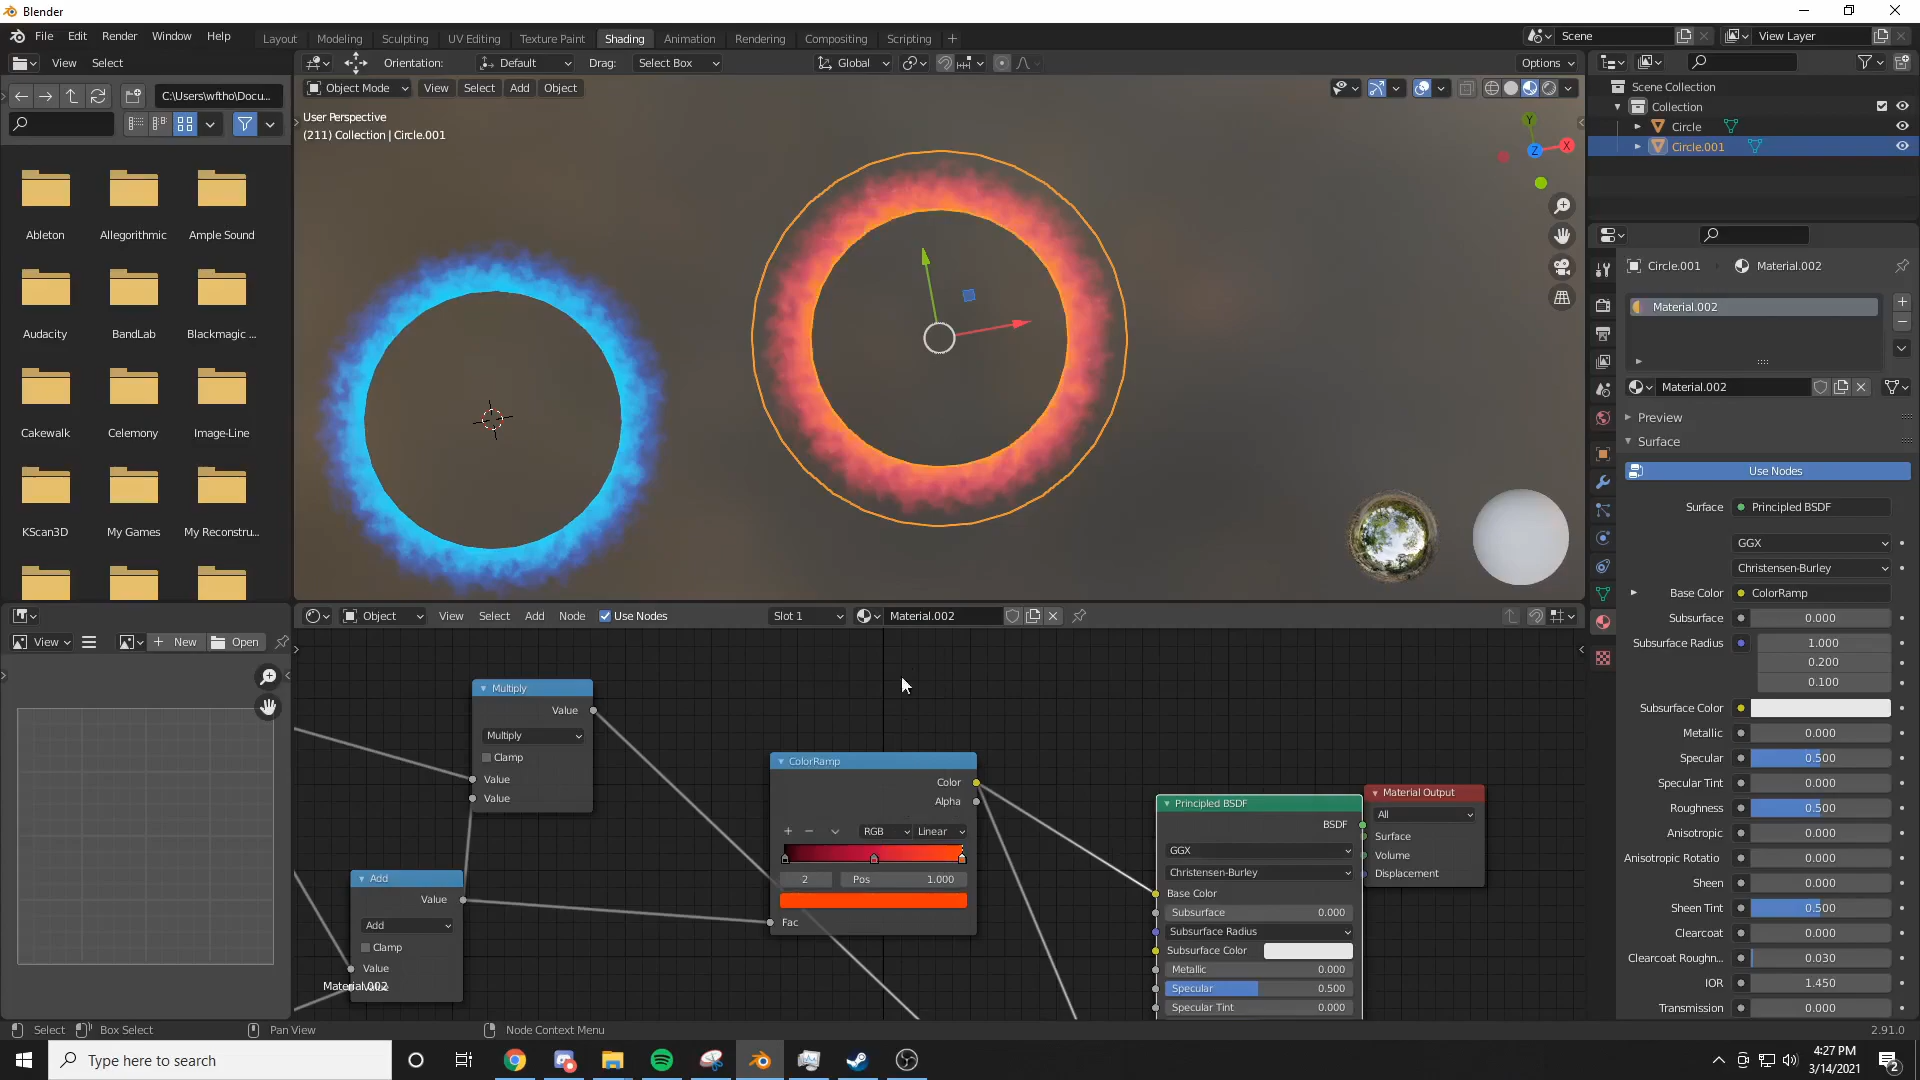 Blender
File Edit Render Window Help
Layout Modeling Sculpting UV Editing Texture Paint Shading Animation Rendering Compositing Scripting +
Scene
View Layer
View Select
Orientation: Default Drag: Select Box
Global
Options
C:\Users\wftho\Docu...
Object Mode View Select Add Object
User Perspective
(211) Collection | Circle.001
Y
X
Z
Scene Collection
Collection
Circle
Circle.001
Ableton Allegorithmic Ample Sound
Audacity BandLab Blackmagic ...
Cakewalk Celemony Image-Line
KScan3D My Games My Reconstru...
Circle.001 Material.002
Material.002
Material.002
Preview
Surface
Use Nodes
Surface Principled BSDF
GGX
Christensen-Burley
Base Color ColorRamp
Subsurface 0.000
Subsurface Radius 1.000
0.200
0.100
Subsurface Color
Metallic 0.000
Specular 0.500
Specular Tint 0.000
Roughness 0.500
Anisotropic 0.000
Anisotropic Rotatio 0.000
Sheen 0.000
Sheen Tint 0.500
Clearcoat 0.000
Clearcoat Roughn... 0.030
IOR 1.450
Transmission 0.000
View + New Open
Object View Select Add Node Use Nodes Slot 1 Material.002
Multiply
Value
Multiply
Clamp
Value
Value
Add
Value
Add
Clamp
Value
Value
Material.002
ColorRamp
Color
Alpha
+ − RGB Linear
2 Pos 1.000
Fac
Principled BSDF
BSDF
GGX
Christensen-Burley
Base Color
Subsurface 0.000
Subsurface Radius
Subsurface Color
Metallic 0.000
Specular 0.500
Specular Tint 0.000
Material Output
All
Surface
Volume
Displacement
Select Box Select Pan View Node Context Menu 2.91.0
Type here to search
4:27 PM
3/14/2021
2